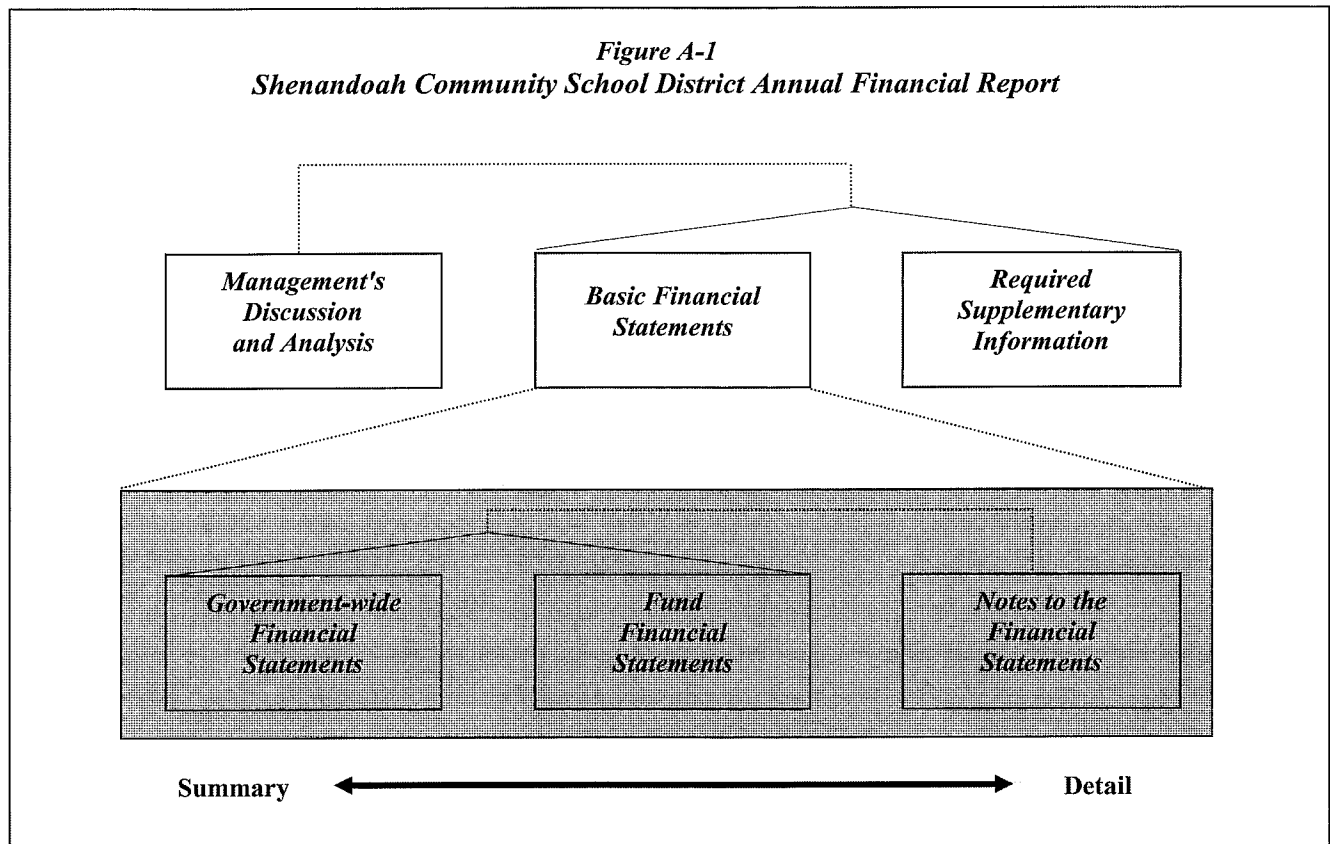 Figure A-1
Shenandoah Community School District Annual Financial Report
Management's
Discussion
and Analysis
Basic Financial
Statements
Required
Supplementary
Information
Government-wide
Financial
Statements
Fund
Financial
Statements
Notes to the
Financial
Statements
Summary
Detail